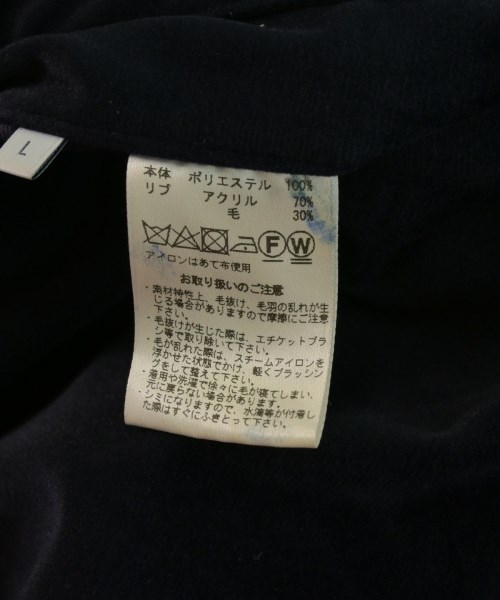 L
本体 ポリエステル 100%
リブ アクリル 70%
毛 30%
F W
アイロンはあて布使用
お取り扱いのご注意
・素材特性上、毛抜け、毛羽の乱れが生
じる場合がありますので摩擦にご注意
下さい。
・毛抜けが生じた際は、エチケットブラ
シ等で取り除いて下さい。
・毛が乱れた際は、スチームアイロンを
浮かせた状態でかけ、軽くブラッシン
グをして整えて下さい。
・着用や洗濯で徐々に毛が寝てしまい、
元に戻らない場合があります。
・シミになりますので、水滴等が付着し
た際はすぐにふきとって下さい。